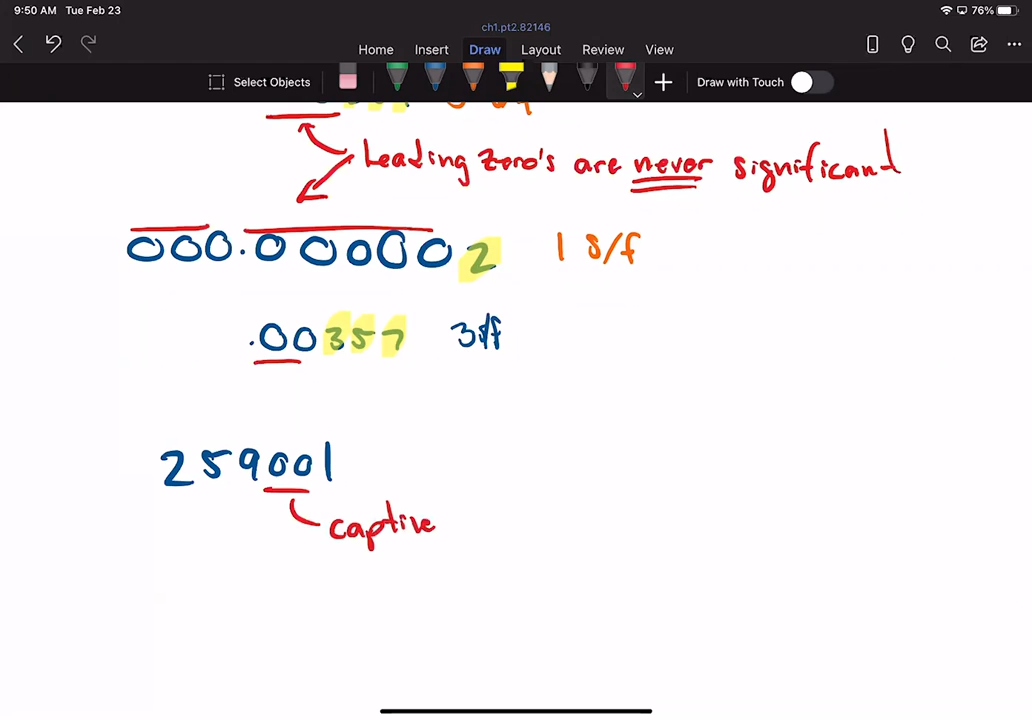 9:50 AM Tue Feb 23
76%
ch1.pt2.82146
Home Insert Draw Layout Review View
Select Objects
Draw with Touch
Leading zero's are never significant
000.000002 1 s/f
.00357 3s/f
259001
captive